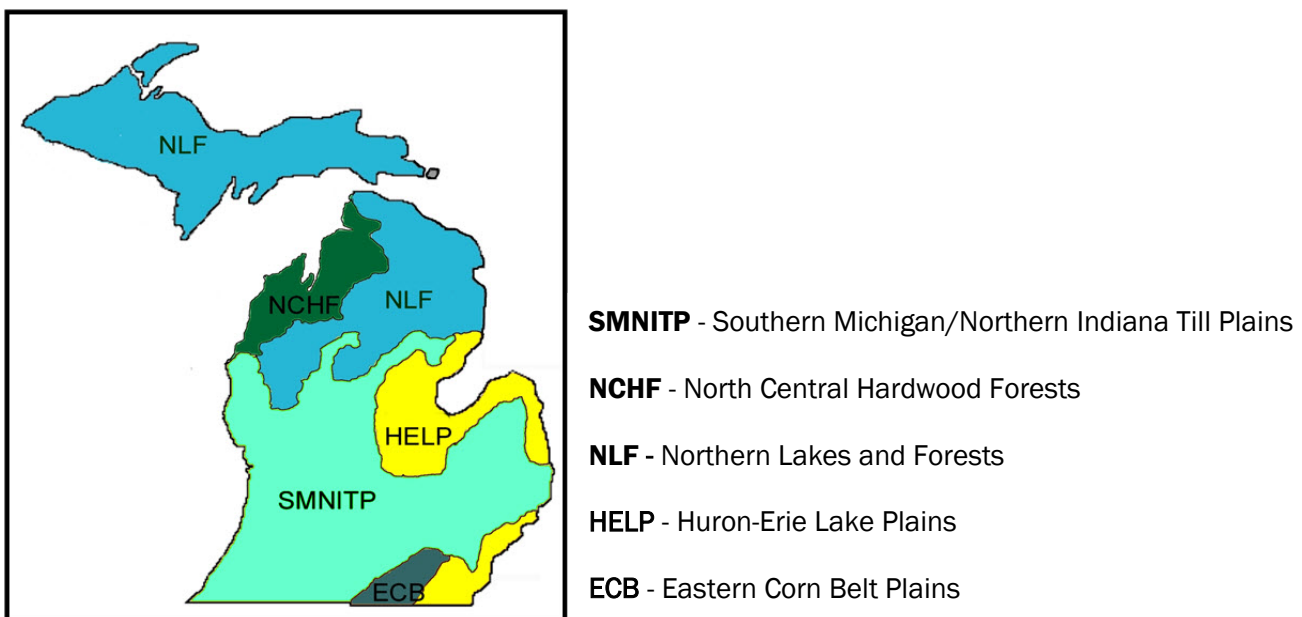 NLF
NCHF
NLF
HELP
SMNITP
ECB
SMNITP - Southern Michigan/Northern Indiana Till Plains
NCHF - North Central Hardwood Forests
NLF - Northern Lakes and Forests
HELP - Huron-Erie Lake Plains
ECB - Eastern Corn Belt Plains